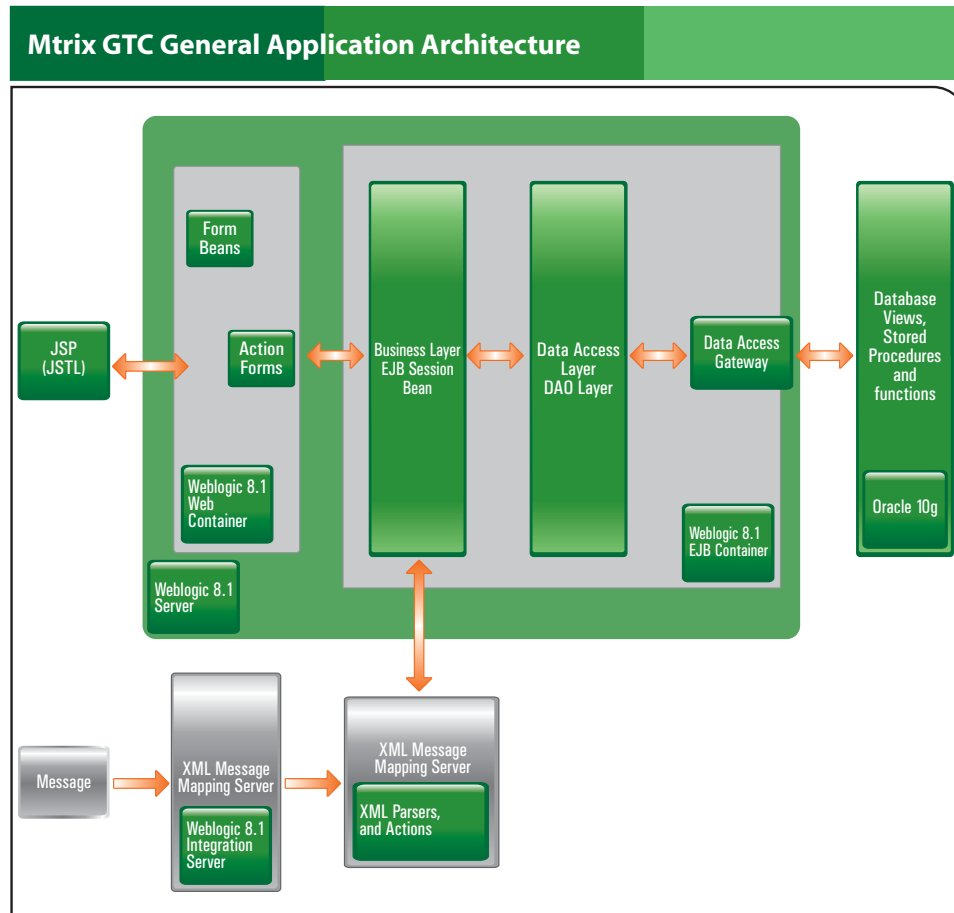 Mtrix GTC General Application Architecture
Form
Beans
JSP
(JSTL)
Action
Forms
Business Layer
EJB Session
Bean
Data Access
Layer
DAO Layer
Data Access
Gateway
Database
Views,
Stored
Procedures
and
functions
Weblogic 8.1
Web
Container
Weblogic 8.1
EJB Container
Oracle 10g
Weblogic 8.1
Server
Message
XML Message
Mapping Server
Weblogic 8.1
Integration
Server
XML Message
Mapping Server
XML Parsers,
and Actions